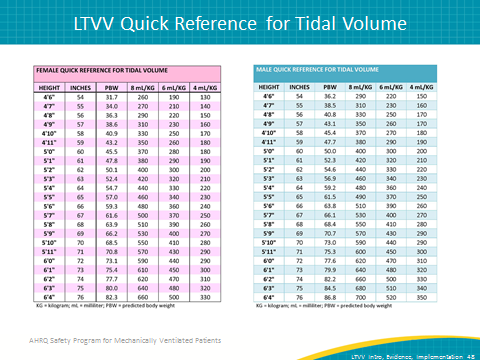 LTVV Quick Reference for Tidal Volume
FEMALE QUICK REFERENCE FOR TIDAL VOLUME
HEIGHT INCHES PBW 8 mL/KG 6 mL/KG 4 mL/KG
4'6" 54 31.7 260 190 130
4'7" 55 34.0 270 210 140
4'8" 56 36.3 290 220 150
4'9" 57 38.6 310 230 160
4'10" 58 40.9 330 250 170
4'11" 59 43.2 350 260 180
5'0" 60 45.5 370 280 180
5'1" 61 47.8 380 290 190
5'2" 62 50.1 400 300 200
5'3" 63 52.4 420 320 210
5'4" 64 54.7 440 330 220
5'5" 65 57.0 460 340 230
5'6" 66 59.3 480 360 240
5'7" 67 61.6 500 370 250
5'8" 68 63.9 510 390 260
5'9" 69 66.2 530 400 270
5'10" 70 68.5 550 410 280
5'11" 71 70.8 570 430 290
6'0" 72 73.1 590 440 290
6'1" 73 75.4 610 450 300
6'2" 74 77.7 620 470 310
6'3" 75 80.0 640 480 320
6'4" 76 82.3 660 500 330
KG = kilogram; mL = milliliter; PBW = predicted body weight
MALE QUICK REFERENCE FOR TIDAL VOLUME
HEIGHT INCHES PBW 8 mL/KG 6 mL/KG 4 mL/KG
4'6" 54 36.2 290 220 150
4'7" 55 38.5 310 230 160
4'8" 56 40.8 330 250 170
4'9" 57 43.1 350 260 170
4'10" 58 45.4 370 270 180
4'11" 59 47.7 380 290 190
5'0" 60 50.0 400 300 200
5'1" 61 52.3 420 320 210
5'2" 62 54.6 440 330 220
5'3" 63 56.9 460 340 230
5'4" 64 59.2 480 360 240
5'5" 65 61.5 490 370 250
5'6" 66 63.8 510 390 260
5'7" 67 66.1 530 400 270
5'8" 68 68.4 550 410 280
5'9" 69 70.7 570 430 290
5'10" 70 73.0 590 440 290
5'11" 71 75.3 600 450 300
6'0" 72 77.6 620 470 310
6'1" 73 79.9 640 480 320
6'2" 74 82.2 660 500 330
6'3" 75 84.5 680 510 340
6'4" 76 86.8 700 520 350
KG = kilogram; mL = milliliter; PBW = predicted body weight
AHRQ Safety Program for Mechanically Ventilated Patients
LTVV Intro, Evidence, Implementation 48